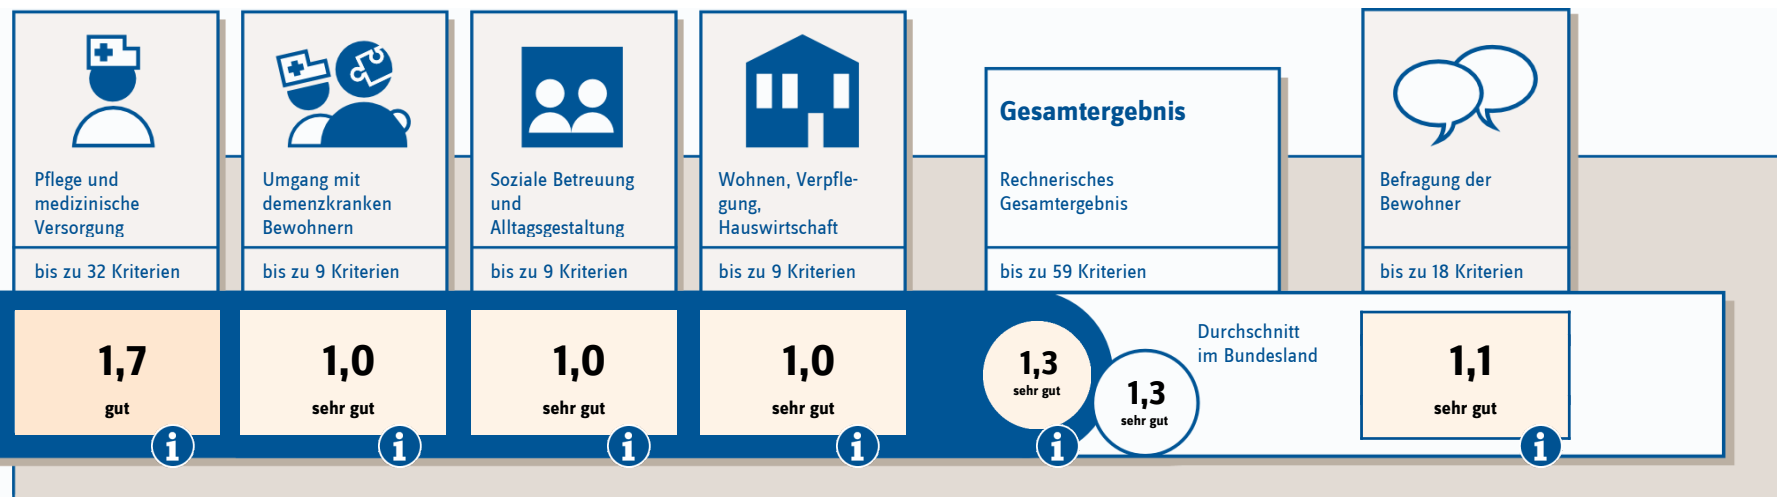 Pflege und
medizinische
Versorgung
bis zu 32 Kriterien
1,7
gut
i
Umgang mit
demenzkranken
Bewohnern
bis zu 9 Kriterien
1,0
sehr gut
i
Soziale Betreuung
und
Alltagsgestaltung
bis zu 9 Kriterien
1,0
sehr gut
i
Wohnen, Verpfle-
gung,
Hauswirtschaft
bis zu 9 Kriterien
1,0
sehr gut
i
Gesamtergebnis
Rechnerisches
Gesamtergebnis
bis zu 59 Kriterien
1,3
sehr gut
i
Durchschnitt
im Bundesland
1,3
sehr gut
Befragung der
Bewohner
bis zu 18 Kriterien
1,1
sehr gut
i